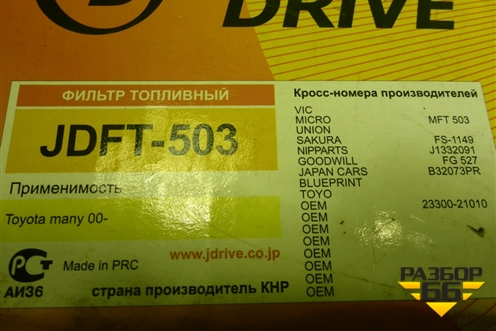 DRIVE
ФИЛЬТР ТОПЛИВНЫЙ
JDFT-503
Применимость
Toyota many 00-
www.jdrive.co.jp
Made in PRC
АИ36
страна производитель КНР
Кросс-номера производителей
VIC
MICRO MFT 503
UNION
SAKURA FS-1149
NIPPARTS J1332091
GOODWILL FG 527
JAPAN CARS B32073PR
BLUEPRINT
TOYO
OEM 23300-21010
OEM
OEM
OEM
OEM
OEM
OEM
РАЗБОР
66